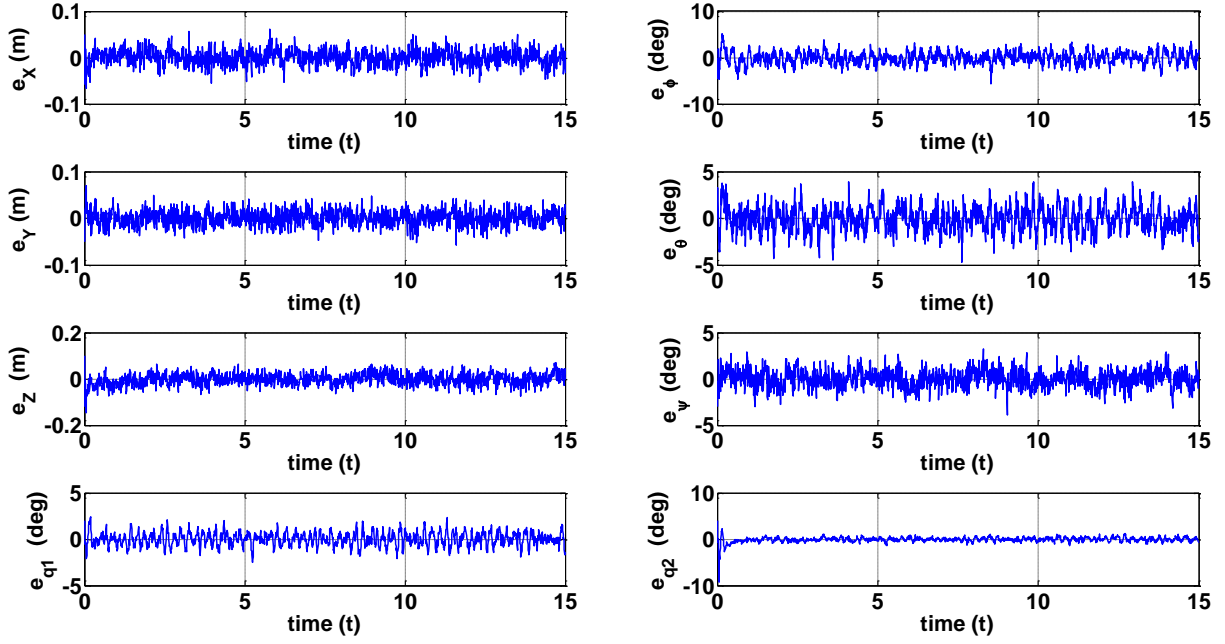 0.1
0
-0.1
e_X (m)
0 5 10 15
time (t)
10
0
-10
e_ϕ (deg)
0 5 10 15
time (t)
0.1
0
-0.1
e_Y (m)
0 5 10 15
time (t)
5
0
-5
e_θ (deg)
0 5 10 15
time (t)
0.2
0
-0.2
e_Z (m)
0 5 10 15
time (t)
5
0
-5
e_ψ (deg)
0 5 10 15
time (t)
5
0
-5
e_q1 (deg)
0 5 10 15
time (t)
10
0
-10
e_q2 (deg)
0 5 10 15
time (t)